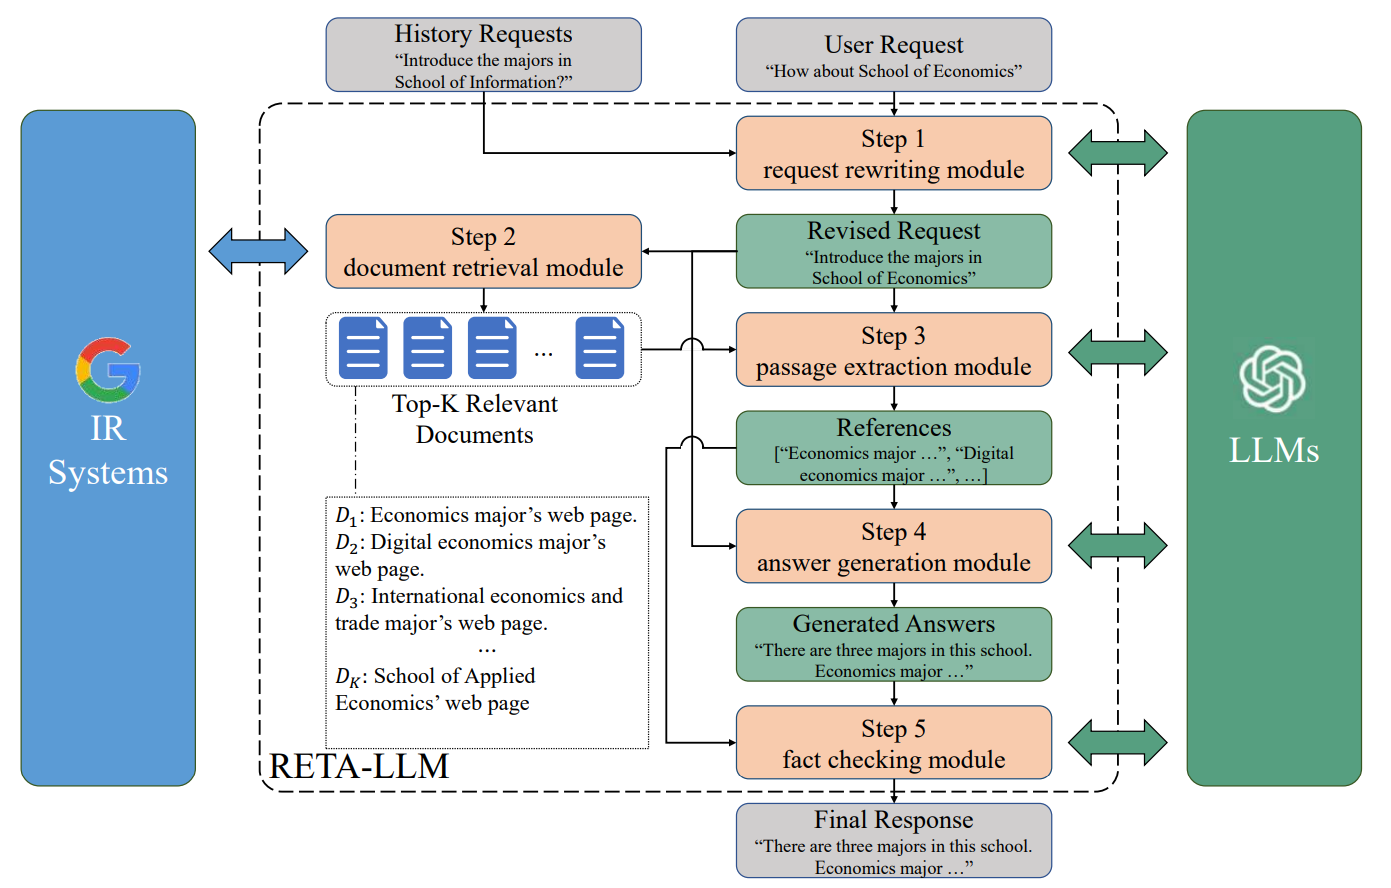 History Requests
“Introduce the majors in
School of Information?”
User Request
“How about School of Economics”
Step 1
request rewriting module
Step 2
document retrieval module
Revised Request
“Introduce the majors in
School of Economics”
...
Top-K Relevant
Documents
Step 3
passage extraction module
References
[“Economics major …”, “Digital
economics major …”, …]
IR
Systems
LLMs
D₁: Economics major’s web page.
D₂: Digital economics major’s
web page.
D₃: International economics and
trade major’s web page.
...
D_K: School of Applied
Economics’ web page
Step 4
answer generation module
Generated Answers
“There are three majors in this school.
Economics major …”
Step 5
fact checking module
RETA-LLM
Final Response
“There are three majors in this school.
Economics major …”